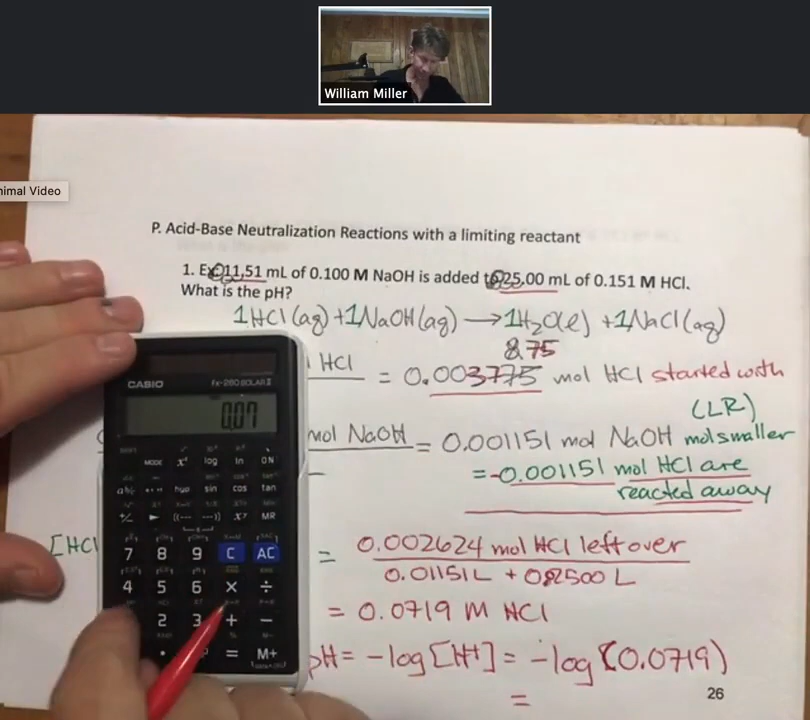 William Miller
nimal Video
P. Acid-Base Neutralization Reactions with a limiting reactant
1. Ex. 11.51 mL of 0.100 M NaOH is added to 25.00 mL of 0.151 M HCl.
What is the pH?
1HCl(aq) + 1NaOH(aq) → 1H₂O(l) + 1NaCl(aq)
875
HCl = 0.003775 mol HCl started with
(LR)
mol NaOH = 0.001151 mol NaOH mol smaller
= -0.001151 mol HCl are
reacted away
[HCl = 0.002624 mol HCl left over
0.01151 L + 0.02500 L
= 0.0719 M HCl
pH = -log[H+] = -log(0.0719)
=
26
CASIO
fx-260 SOLAR II
0.07
MODE log ln ON
hyp sin cos tan
MR
7 8 9 C AC
4 5 6 × ÷
2 3 + −
. = M+